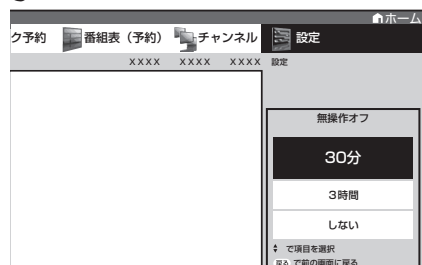 ホーム
ク予約 番組表（予約） チャンネル 設定
XXXX XXXX XXXX 設定
無操作オフ
30分
3時間
しない
で項目を選択
戻る で前の画面に戻る